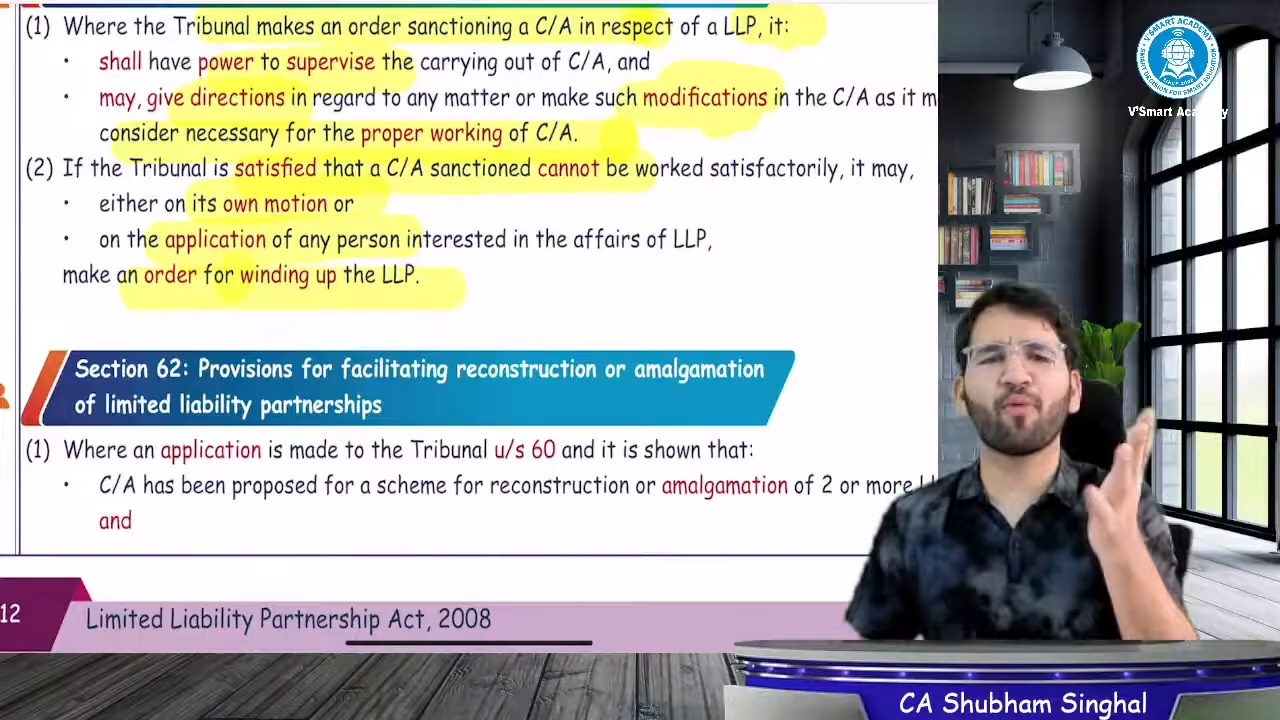 (1) Where the Tribunal makes an order sanctioning a C/A in respect of a LLP, it:
• shall have power to supervise the carrying out of C/A, and
• may, give directions in regard to any matter or make such modifications in the C/A as it m
consider necessary for the proper working of C/A.
(2) If the Tribunal is satisfied that a C/A sanctioned cannot be worked satisfactorily, it may,
• either on its own motion or
• on the application of any person interested in the affairs of LLP,
make an order for winding up the LLP.
Section 62: Provisions for facilitating reconstruction or amalgamation
of limited liability partnerships
(1) Where an application is made to the Tribunal u/s 60 and it is shown that:
• C/A has been proposed for a scheme for reconstruction or amalgamation of 2 or more
and
12
Limited Liability Partnership Act, 2008
V'SMART ACADEMY
V'Smart Academy
CA Shubham Singhal